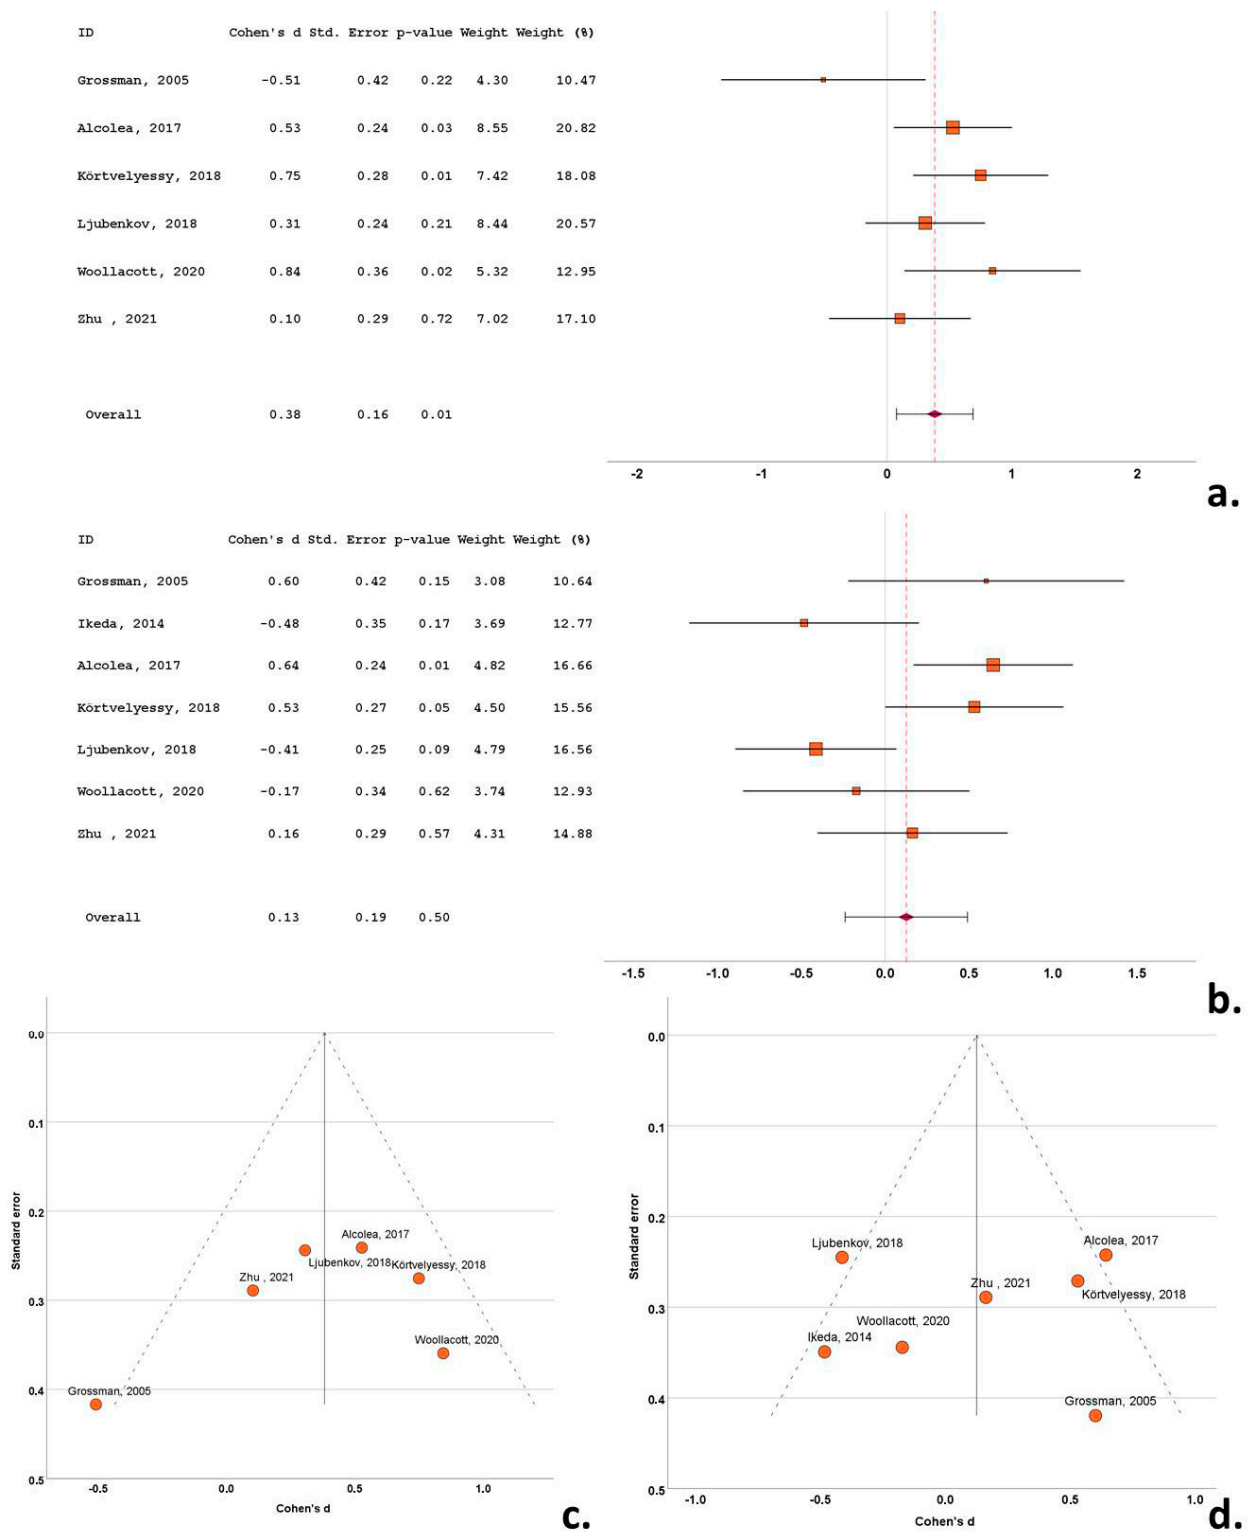 ID Cohen's d Std. Error p-value Weight Weight (%)
Grossman, 2005 -0.51 0.42 0.22 4.30 10.47
Alcolea, 2017 0.53 0.24 0.03 8.55 20.82
Körtvelyessy, 2018 0.75 0.28 0.01 7.42 18.08
Ljubenkov, 2018 0.31 0.24 0.21 8.44 20.57
Woollacott, 2020 0.84 0.36 0.02 5.32 12.95
Zhu , 2021 0.10 0.29 0.72 7.02 17.10
Overall 0.38 0.16 0.01
-2 -1 0 1 2
a.
ID Cohen's d Std. Error p-value Weight Weight (%)
Grossman, 2005 0.60 0.42 0.15 3.08 10.64
Ikeda, 2014 -0.48 0.35 0.17 3.69 12.77
Alcolea, 2017 0.64 0.24 0.01 4.82 16.66
Körtvelyessy, 2018 0.53 0.27 0.05 4.50 15.56
Ljubenkov, 2018 -0.41 0.25 0.09 4.79 16.56
Woollacott, 2020 -0.17 0.34 0.62 3.74 12.93
Zhu , 2021 0.16 0.29 0.57 4.31 14.88
Overall 0.13 0.19 0.50
-1.5 -1.0 -0.5 0.0 0.5 1.0 1.5
b.
0.0
0.1
0.2
0.3
0.4
0.5
Standard error
Alcolea, 2017
Ljubenkov, 2018
Körtvelyessy, 2018
Zhu , 2021
Woollacott, 2020
Grossman, 2005
-0.5 0.0 0.5 1.0
Cohen's d
c.
0.0
0.1
0.2
0.3
0.4
0.5
Standard error
Ljubenkov, 2018
Alcolea, 2017
Zhu , 2021
Körtvelyessy, 2018
Woollacott, 2020
Ikeda, 2014
Grossman, 2005
-1.0 -0.5 0.0 0.5 1.0
Cohen's d
d.